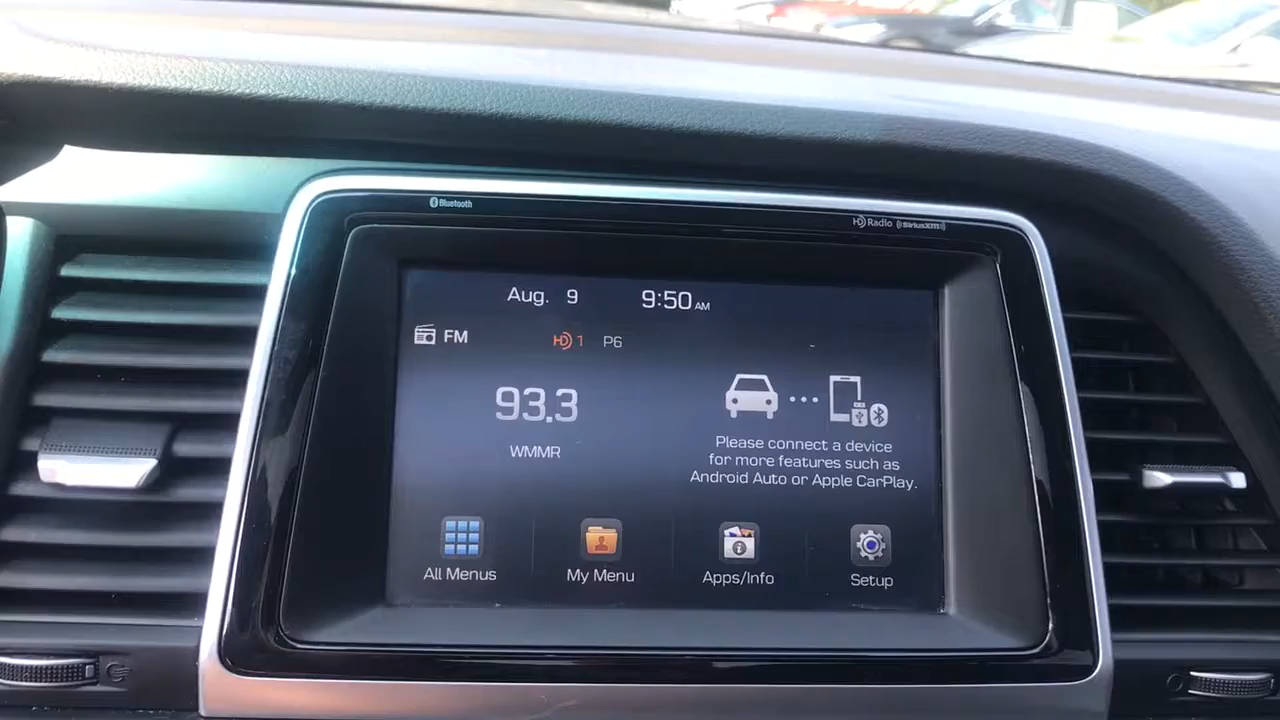 Bluetooth
HD Radio (((SiriusXM)))
Aug. 9 9:50 AM
FM HD 1 P6
93.3
WMMR
Please connect a device
for more features such as
Android Auto or Apple CarPlay.
All Menus My Menu Apps/Info Setup